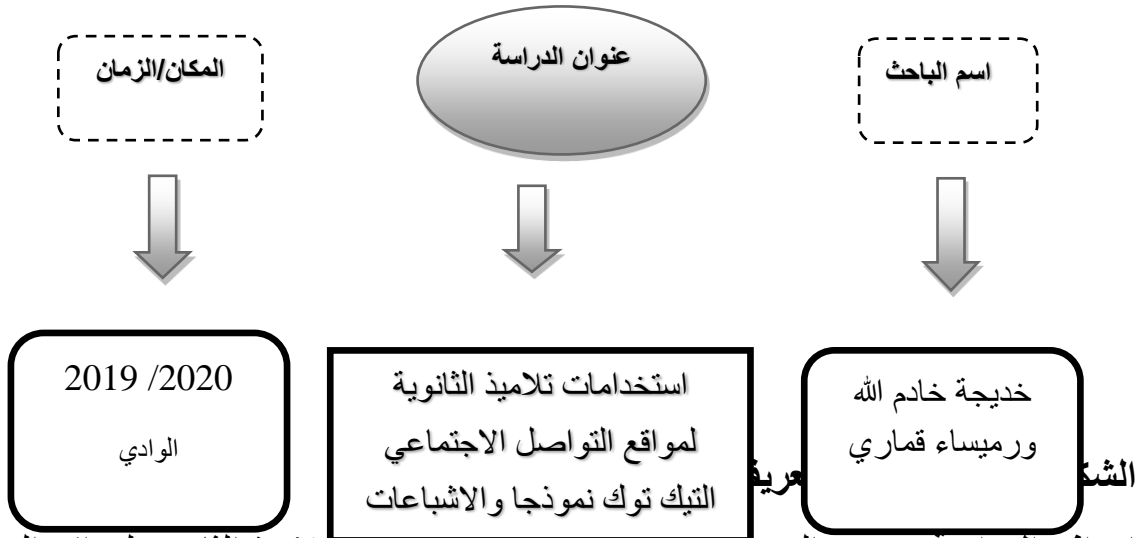 اسم الباحث
عنوان الدراسة
المكان/الزمان
خديجة خادم الله
ورميساء قماري
استخدامات تلاميذ الثانوية
لمواقع التواصل الاجتماعي
التيك توك نموذجا والاشباعات
2019 /2020
الوادي